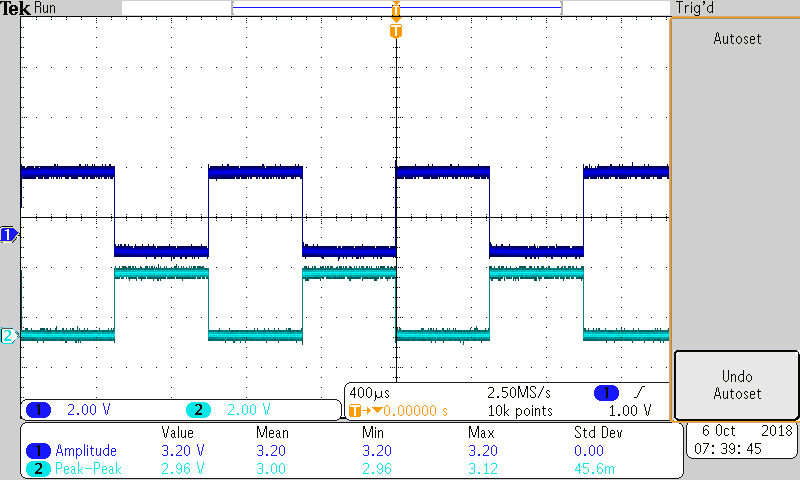 Tek Run Trig'd
T
T
Autoset
1
2
Undo
Autoset
1 2.00 V 2 2.00 V
400µs 2.50MS/s 1
T 0.00000 s 10k points 1.00 V
Value Mean Min Max Std Dev
1 Amplitude 3.20 V 3.20 3.20 3.20 0.00
2 Peak-Peak 2.96 V 3.00 2.96 3.12 45.6m
6 Oct 2018
07:39:45